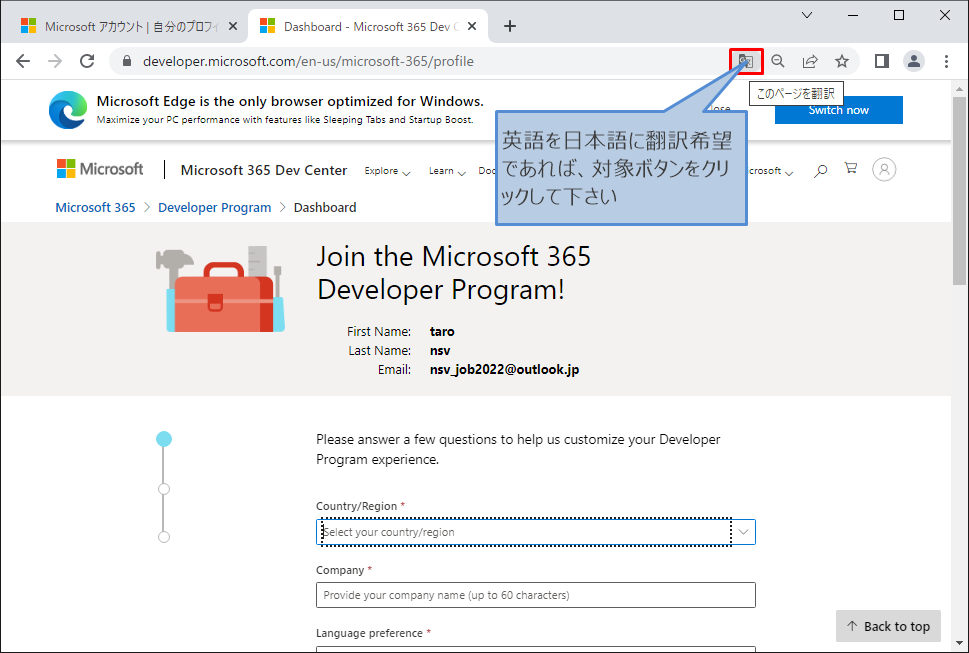 Microsoft アカウント | 自分のプロフィ
Dashboard - Microsoft 365 Dev C
developer.microsoft.com/en-us/microsoft-365/profile
このページを翻訳
Microsoft Edge is the only browser optimized for Windows.
Maximize your PC performance with features like Sleeping Tabs and Startup Boost.
Switch now
英語を日本語に翻訳希望
であれば、対象ボタンをクリ
ックして下さい
Microsoft
Microsoft 365 Dev Center
Explore
Learn
Microsoft 365
Developer Program
Dashboard
Join the Microsoft 365
Developer Program!
First Name: taro
Last Name: nsv
Email: nsv_job2022@outlook.jp
Please answer a few questions to help us customize your Developer
Program experience.
Country/Region *
Select your country/region
Company *
Provide your company name (up to 60 characters)
Language preference *
↑ Back to top